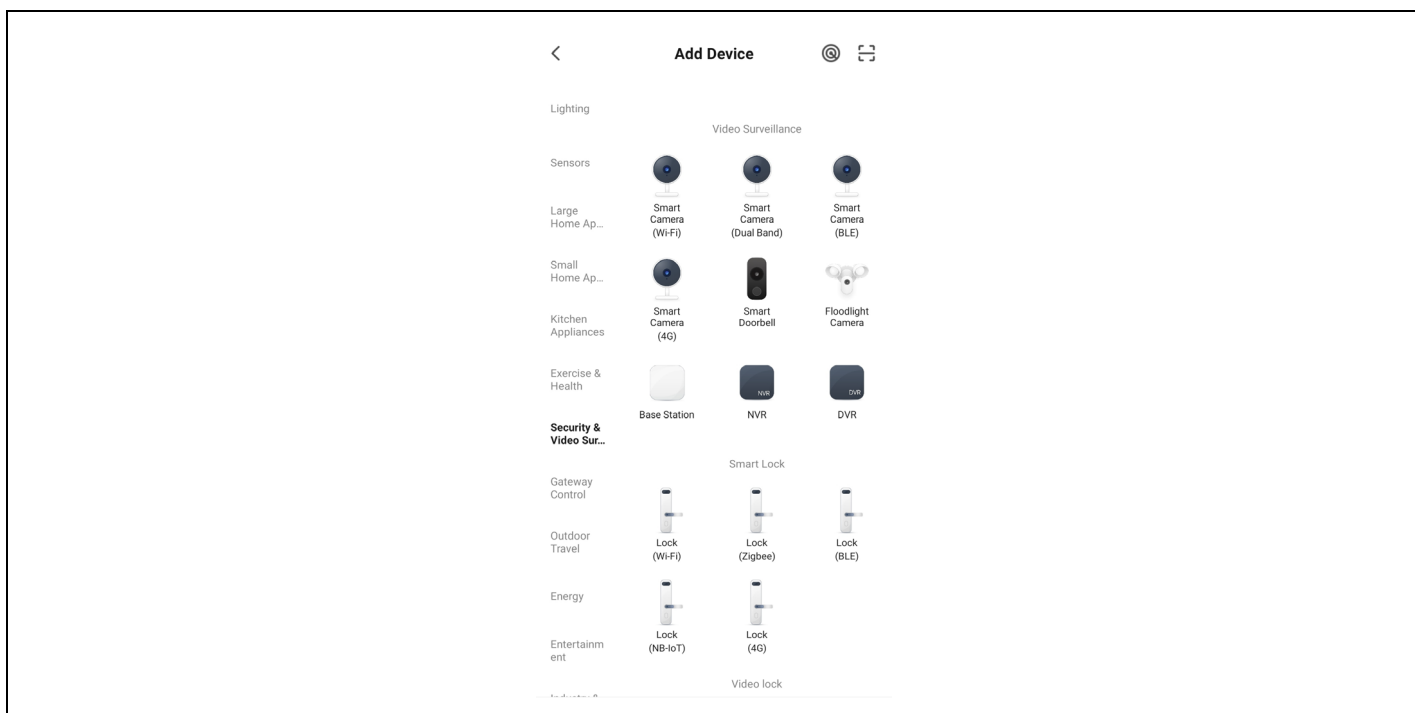 Add Device
Lighting
Sensors
Large
Home Ap...
Small
Home Ap...
Kitchen
Appliances
Exercise &
Health
Security &
Video Sur...
Gateway
Control
Outdoor
Travel
Energy
Entertainm
ent
Video Surveillance
Smart
Camera
(Wi-Fi)
Smart
Camera
(Dual Band)
Smart
Camera
(BLE)
Smart
Camera
(4G)
Smart
Doorbell
Floodlight
Camera
Base Station
NVR
NVR
DVR
DVR
Smart Lock
Lock
(Wi-Fi)
Lock
(Zigbee)
Lock
(BLE)
Lock
(NB-IoT)
Lock
(4G)
Video lock